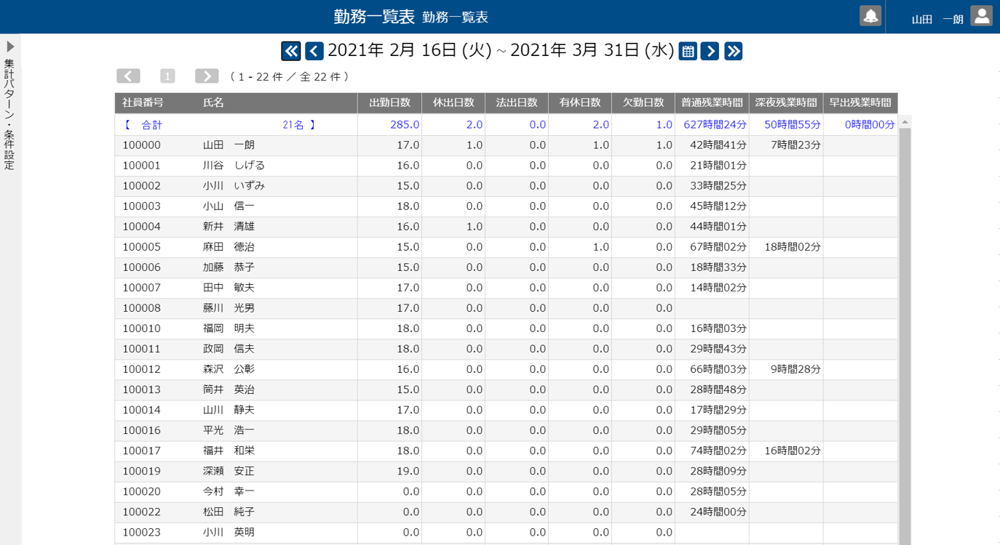 勤務一覧表 勤務一覧表
山田　一朗
集計パターン・条件設定
2021年 2月 16日 (火) ~ 2021年 3月 31日 (水)
1 （ 1 - 22 件 ／ 全 22 件 ）
社員番号 氏名 出勤日数 休出日数 法出日数 有休日数 欠勤日数 普通残業時間 深夜残業時間 早出残業時間
【　合計 21名 】 285.0 2.0 0.0 2.0 1.0 627時間24分 50時間55分 0時間00分
100000 山田　一朗 17.0 1.0 0.0 1.0 1.0 42時間41分 7時間23分
100001 川谷　しげる 16.0 0.0 0.0 0.0 0.0 21時間01分
100002 小川　いずみ 15.0 0.0 0.0 0.0 0.0 33時間25分
100003 小山　信一 18.0 0.0 0.0 0.0 0.0 45時間12分
100004 新井　清雄 16.0 1.0 0.0 0.0 0.0 44時間01分
100005 麻田　徳治 15.0 0.0 0.0 1.0 0.0 67時間02分 18時間02分
100006 加藤　恭子 15.0 0.0 0.0 0.0 0.0 18時間33分
100007 田中　敏夫 17.0 0.0 0.0 0.0 0.0 14時間02分
100008 藤川　光男 17.0 0.0 0.0 0.0 0.0
100010 福岡　明夫 18.0 0.0 0.0 0.0 0.0 16時間03分
100011 政岡　信夫 18.0 0.0 0.0 0.0 0.0 29時間43分
100012 森沢　公彰 16.0 0.0 0.0 0.0 0.0 66時間03分 9時間28分
100013 筒井　英治 15.0 0.0 0.0 0.0 0.0 28時間48分
100014 山川　静夫 17.0 0.0 0.0 0.0 0.0 17時間29分
100016 平光　浩一 18.0 0.0 0.0 0.0 0.0 29時間05分
100017 福井　和栄 18.0 0.0 0.0 0.0 0.0 74時間02分 16時間02分
100019 深瀬　安正 19.0 0.0 0.0 0.0 0.0 28時間09分
100020 今村　幸一 0.0 0.0 0.0 0.0 0.0 28時間05分
100022 松田　純子 0.0 0.0 0.0 0.0 0.0 24時間00分
100023 小川　英明 0.0 0.0 0.0 0.0 0.0